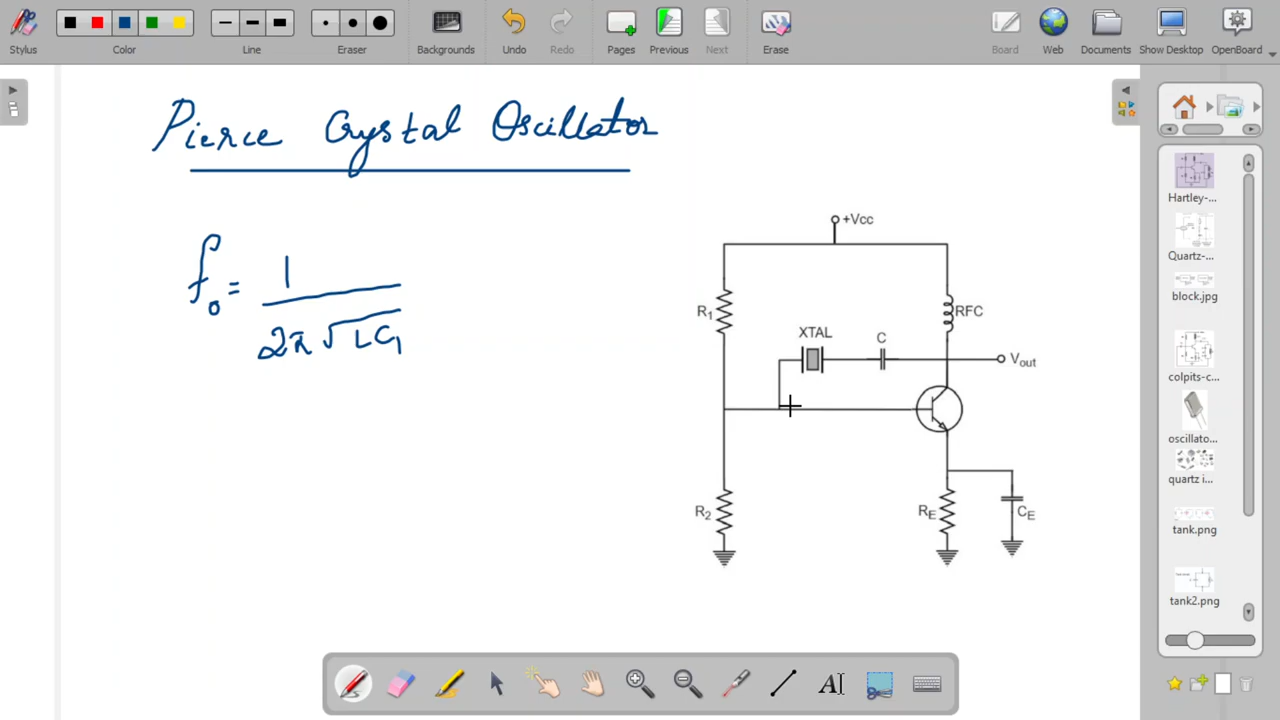 Stylus
Color
Line
Eraser
Backgrounds
Undo
Redo
Pages
Previous
Next
Erase
Board
Web
Documents
Show Desktop
OpenBoard
Pierce Crystal Oscillator
f₀ = 1
2π √LC₁
+Vcc
R₁
RFC
XTAL
C
Vout
R₂
RE
CE
Hartley-...
Quartz-...
block.jpg
colpits-c...
oscillato...
quartz i...
tank.png
tank2.png